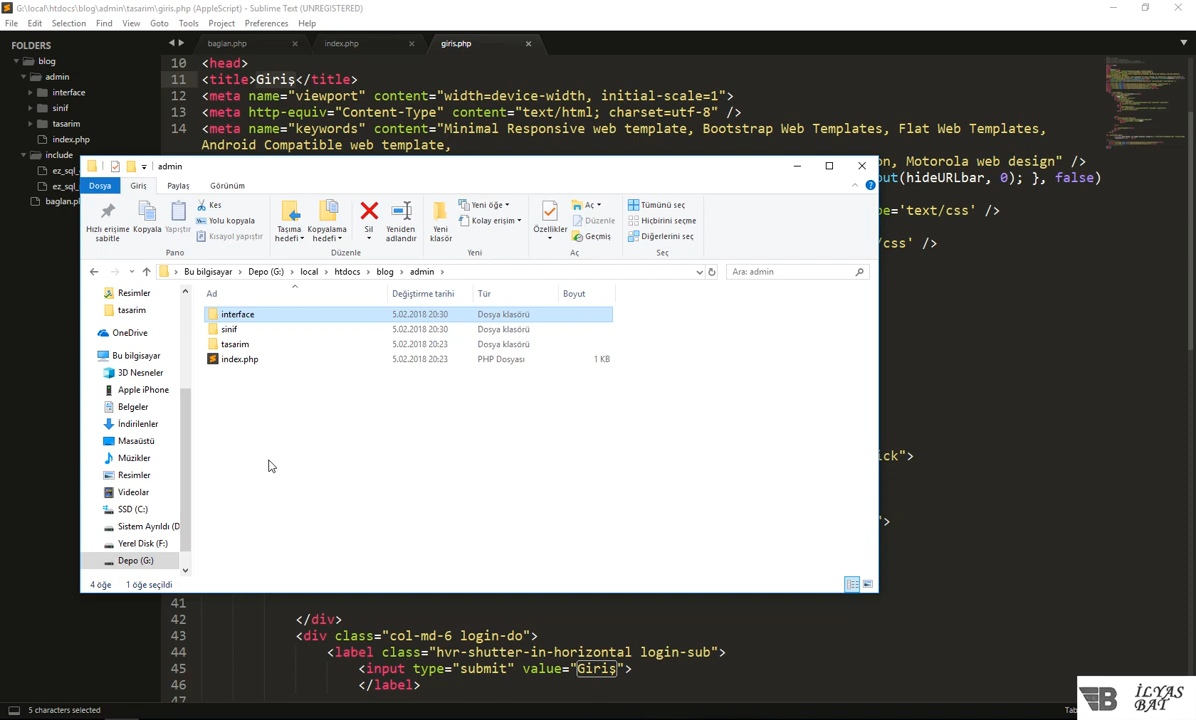 G:\local\htdocs\blog\admin\tasarim\giris.php (AppleScript) - Sublime Text (UNREGISTERED)
File Edit Selection Find View Goto Tools Project Preferences Help
FOLDERS
blog
admin
interface
sinif
tasarim
index.php
include
ez_sql_
ez_sql_
baglan.p
baglan.php
index.php
giris.php
10 <head>
11 <title>Giriş</title>
12 <meta name="viewport" content="width=device-width, initial-scale=1">
13 <meta http-equiv="Content-Type" content="text/html; charset=utf-8" />
14 <meta name="keywords" content="Minimal Responsive web template, Bootstrap Web Templates, Flat Web Templates,
Android Compatible web template,
on, Motorola web design" />
out(hideURLbar, 0); }, false)
pe='text/css' />
/css' />
ick">
">
41
42 </div>
43 <div class="col-md-6 login-do">
44 <label class="hvr-shutter-in-horizontal login-sub">
45 <input type="submit" value="Giriş">
46 </label>
47
admin
Dosya Giriş Paylaş Görünüm
Hızlı erişime sabitle
Kopyala
Yapıştır
Kes
Yolu kopyala
Kısayol yapıştır
Pano
Taşıma hedefi
Kopyalama hedefi
Sil
Yeniden adlandır
Düzenle
Yeni klasör
Yeni öğe
Kolay erişim
Yeni
Özellikler
Aç
Düzenle
Geçmiş
Aç
Tümünü seç
Hiçbirini seçme
Diğerlerini seç
Seç
Bu bilgisayar › Depo (G:) › local › htdocs › blog › admin ›
Ara: admin
Resimler
tasarim
OneDrive
Bu bilgisayar
3D Nesneler
Apple iPhone
Belgeler
İndirilenler
Masaüstü
Müzikler
Resimler
Videolar
SSD (C:)
Sistem Ayrıldı (D
Yerel Disk (F:)
Depo (G:)
Ad Değiştirme tarihi Tür Boyut
interface 5.02.2018 20:30 Dosya klasörü
sinif 5.02.2018 20:30 Dosya klasörü
tasarim 5.02.2018 20:23 Dosya klasörü
index.php 5.02.2018 20:23 PHP Dosyası 1 KB
4 öğe 1 öğe seçildi
5 characters selected
Ta
İLYAS
BAT